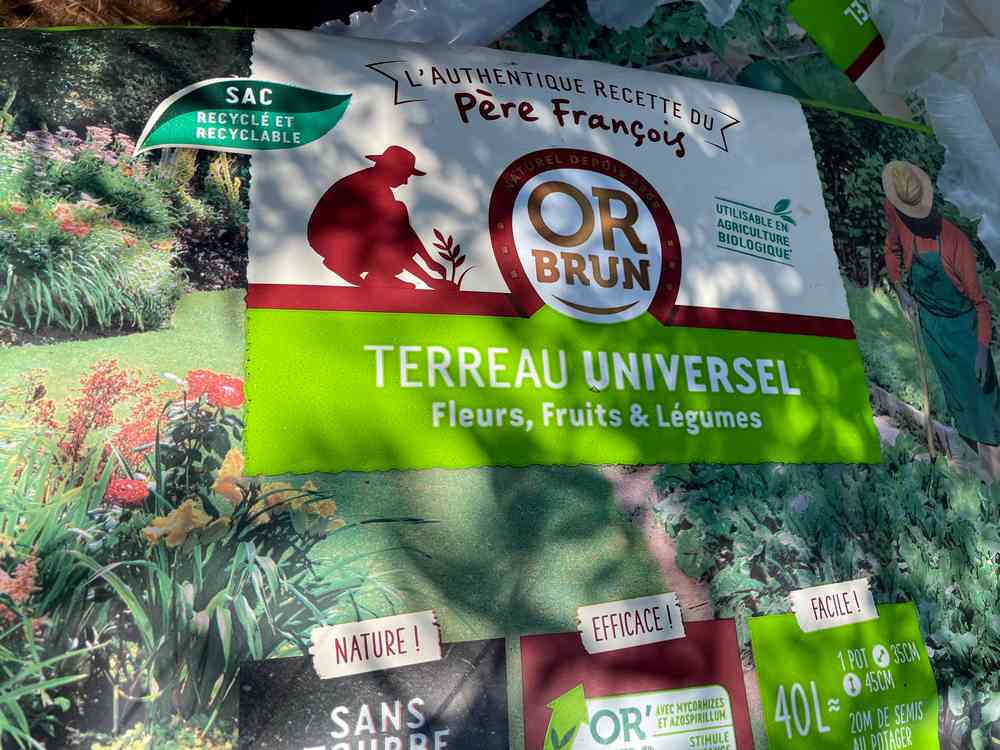 SAC
RECYCLÉ ET
RECYCLABLE
L'AUTHENTIQUE RECETTE DU
Père François
NATUREL DEPUIS
OR
BRUN
UTILISABLE EN
AGRICULTURE
BIOLOGIQUE
TERREAU UNIVERSEL
Fleurs, Fruits & Légumes
NATURE !
SANS
TOURBE
EFFICACE !
OR'
AVEC MYCORHIZES
ET AZOSPIRILLUM
STIMULE
FACILE !
40L≈
1 POT 35CM
45CM
20M DE SEMIS
AU POTAGER